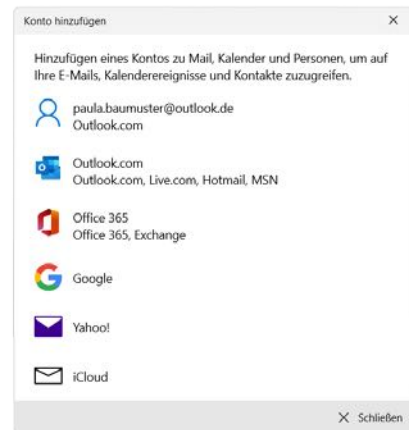 Konto hinzufügen
Hinzufügen eines Kontos zu Mail, Kalender und Personen, um auf
Ihre E-Mails, Kalenderereignisse und Kontakte zuzugreifen.
paula.baumuster@outlook.de
Outlook.com
Outlook.com
Outlook.com, Live.com, Hotmail, MSN
Office 365
Office 365, Exchange
Google
Yahoo!
iCloud
Schließen